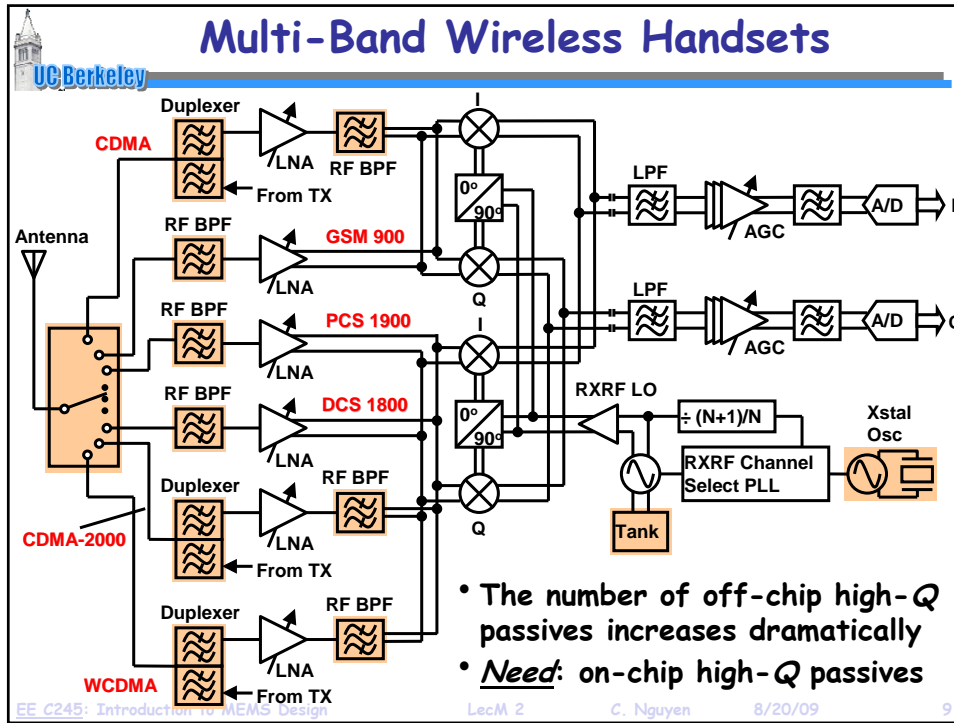 Multi-Band Wireless Handsets
UC Berkeley
Duplexer
CDMA
LNA
RF BPF
From TX
I
0o
90o
LPF
AGC
A/D
Antenna
RF BPF
GSM 900
LNA
Q
RF BPF
PCS 1900
LNA
I
LPF
AGC
A/D
RF BPF
DCS 1800
LNA
0o
90o
RXRF LO
÷ (N+1)/N
Xstal
Osc
RXRF Channel
Select PLL
Tank
Duplexer
RF BPF
LNA
Q
CDMA-2000
From TX
Duplexer
RF BPF
LNA
WCDMA
From TX
• The number of off-chip high-Q
passives increases dramatically
• Need: on-chip high-Q passives
EE C245: Introduction to MEMS Design LecM 2 C. Nguyen 8/20/09 9